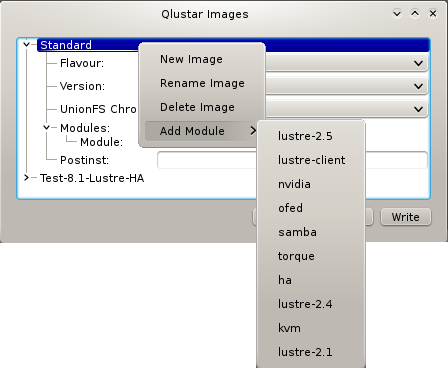 Qlustar Images
Standard
Flavour:
Version:
UnionFS Chro
Modules:
Module:
Postinst:
Test-8.1-Lustre-HA
New Image
Rename Image
Delete Image
Add Module
lustre-2.5
lustre-client
nvidia
ofed
samba
torque
ha
lustre-2.4
kvm
lustre-2.1
Write